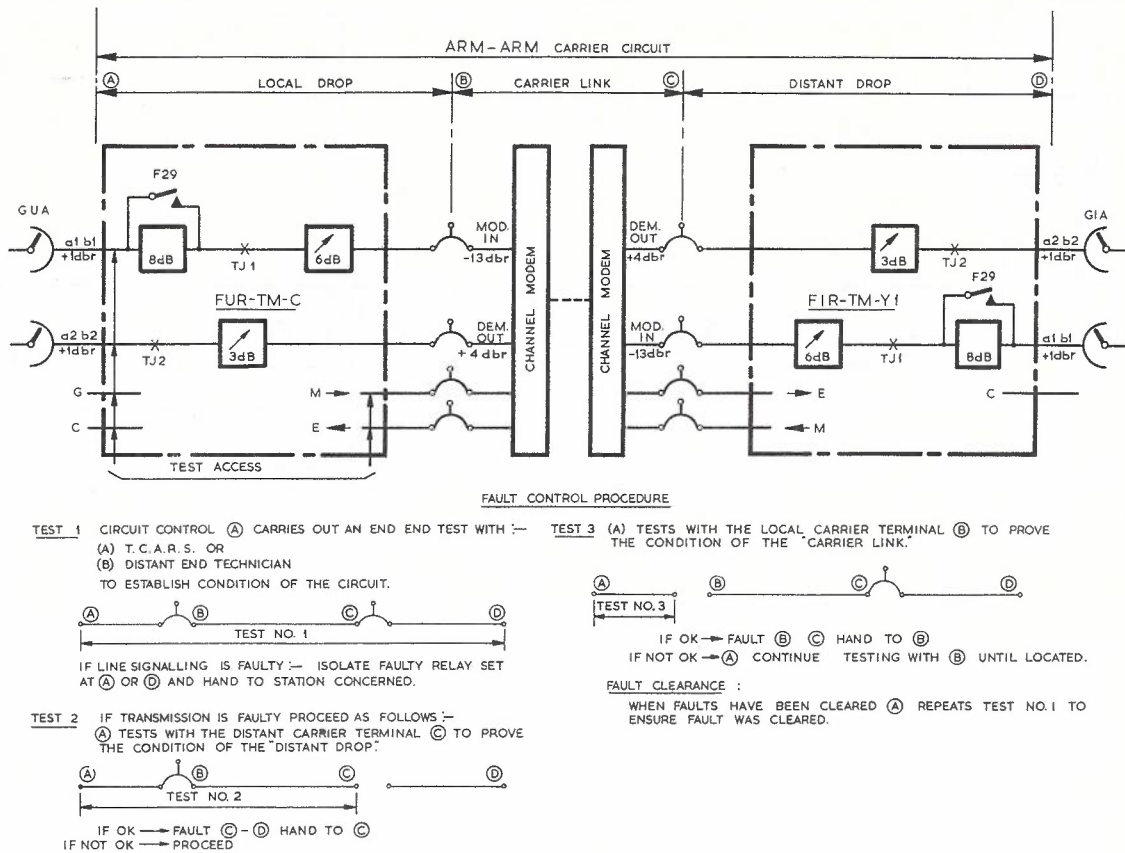 ARM-ARM CARRIER CIRCUIT
A LOCAL DROP B CARRIER LINK C DISTANT DROP D
F29
GUA
a1 b1
+1dbr
8dB
TJ1
6dB
MOD. IN
-13dbr
FUR-TM-C
a2 b2
+1dbr
TJ2
3dB
DEM. OUT
+4dbr
G
C
M
E
TEST ACCESS
CHANNEL MODEM
CHANNEL MODEM
DEM. OUT
+4dbr
3dB
TJ2
a2 b2
+1dbr
GIA
F29
FIR-TM-Y1
MOD. IN
-13dbr
6dB
TJ1
8dB
a1 b1
+1dbr
E
M
C
FAULT CONTROL PROCEDURE
TEST 1 CIRCUIT CONTROL A CARRIES OUT AN END END TEST WITH :—
(A) T.C.A.R.S. OR
(B) DISTANT END TECHNICIAN
TO ESTABLISH CONDITION OF THE CIRCUIT.
A B C D
TEST NO. 1
IF LINE SIGNALLING IS FAULTY :— ISOLATE FAULTY RELAY SET
AT A OR D AND HAND TO STATION CONCERNED.
TEST 2 IF TRANSMISSION IS FAULTY PROCEED AS FOLLOWS :—
A TESTS WITH THE DISTANT CARRIER TERMINAL C TO PROVE
THE CONDITION OF THE "DISTANT DROP".
A B C D
TEST NO. 2
IF OK → FAULT C - D HAND TO C
IF NOT OK → PROCEED
TEST 3 (A) TESTS WITH THE LOCAL CARRIER TERMINAL B TO PROVE
THE CONDITION OF THE "CARRIER LINK."
A B C D
TEST NO. 3
IF OK → FAULT B C HAND TO B
IF NOT OK → A CONTINUE TESTING WITH B UNTIL LOCATED.
FAULT CLEARANCE :
WHEN FAULTS HAVE BEEN CLEARED A REPEATS TEST NO. 1 TO
ENSURE FAULT WAS CLEARED.